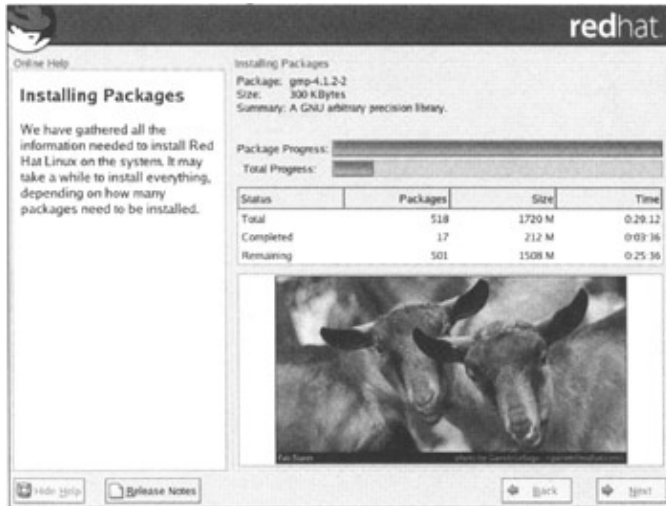 redhat.
Online Help
Installing Packages
We have gathered all the
information needed to install Red
Hat Linux on the system. It may
take a while to install everything,
depending on how many
packages need to be installed.
Installing Packages
Package: gmp-4.1.2-2
Size: 300 KBytes
Summary: A GNU arbitrary precision library.
Package Progress:
Total Progress:
Status Packages Size Time
Total 518 1720 M 0:29:12
Completed 17 212 M 0:03:36
Remaining 501 1508 M 0:25:36
photo by
Hide Help
Release Notes
Back
Next